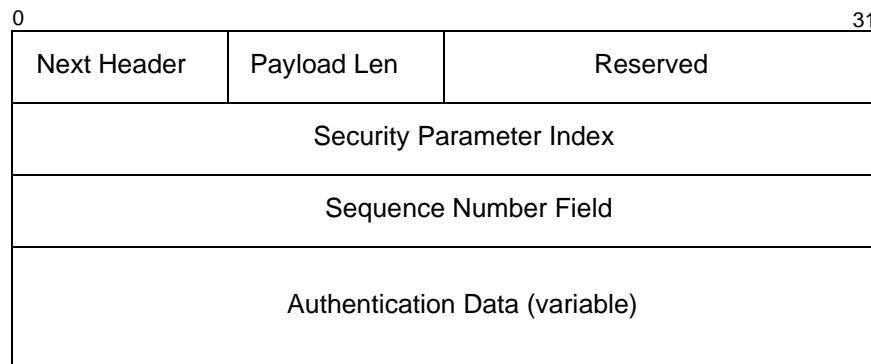 0 31
Next Header Payload Len Reserved
Security Parameter Index
Sequence Number Field
Authentication Data (variable)